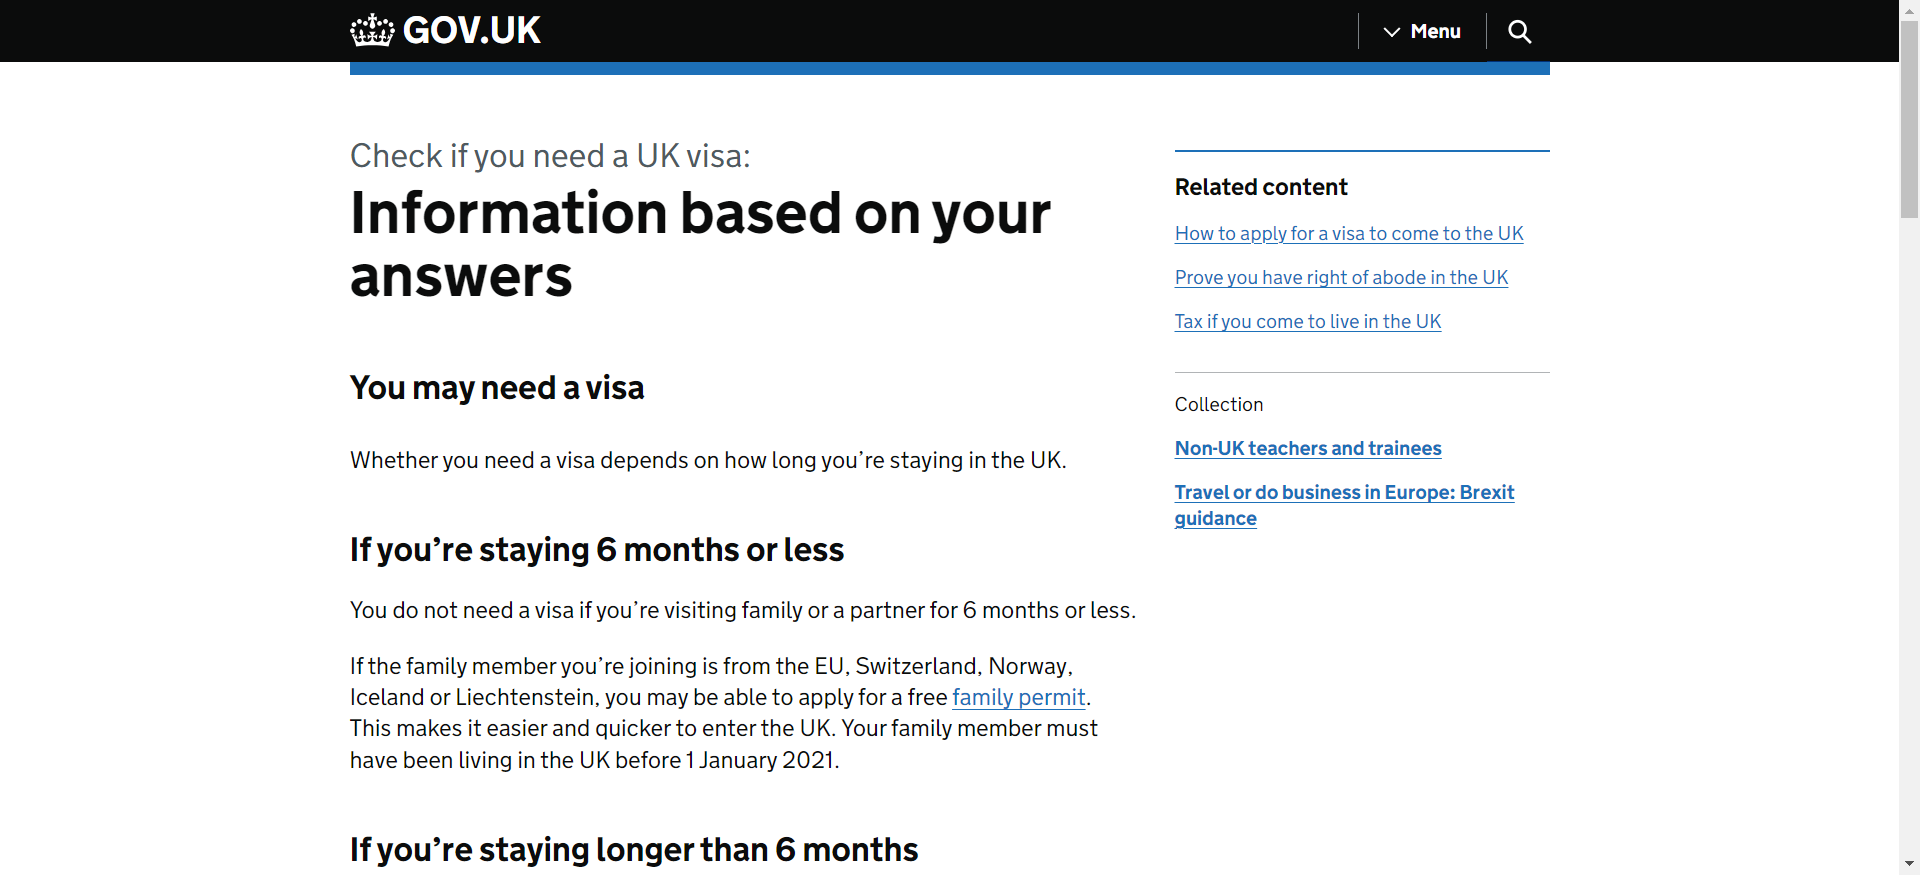 GOV.UK
Menu
Check if you need a UK visa:
Information based on your
answers
You may need a visa
Whether you need a visa depends on how long you’re staying in the UK.
If you’re staying 6 months or less
You do not need a visa if you’re visiting family or a partner for 6 months or less.
If the family member you’re joining is from the EU, Switzerland, Norway,
Iceland or Liechtenstein, you may be able to apply for a free family permit.
This makes it easier and quicker to enter the UK. Your family member must
have been living in the UK before 1 January 2021.
If you’re staying longer than 6 months
Related content
How to apply for a visa to come to the UK
Prove you have right of abode in the UK
Tax if you come to live in the UK
Collection
Non-UK teachers and trainees
Travel or do business in Europe: Brexit
guidance